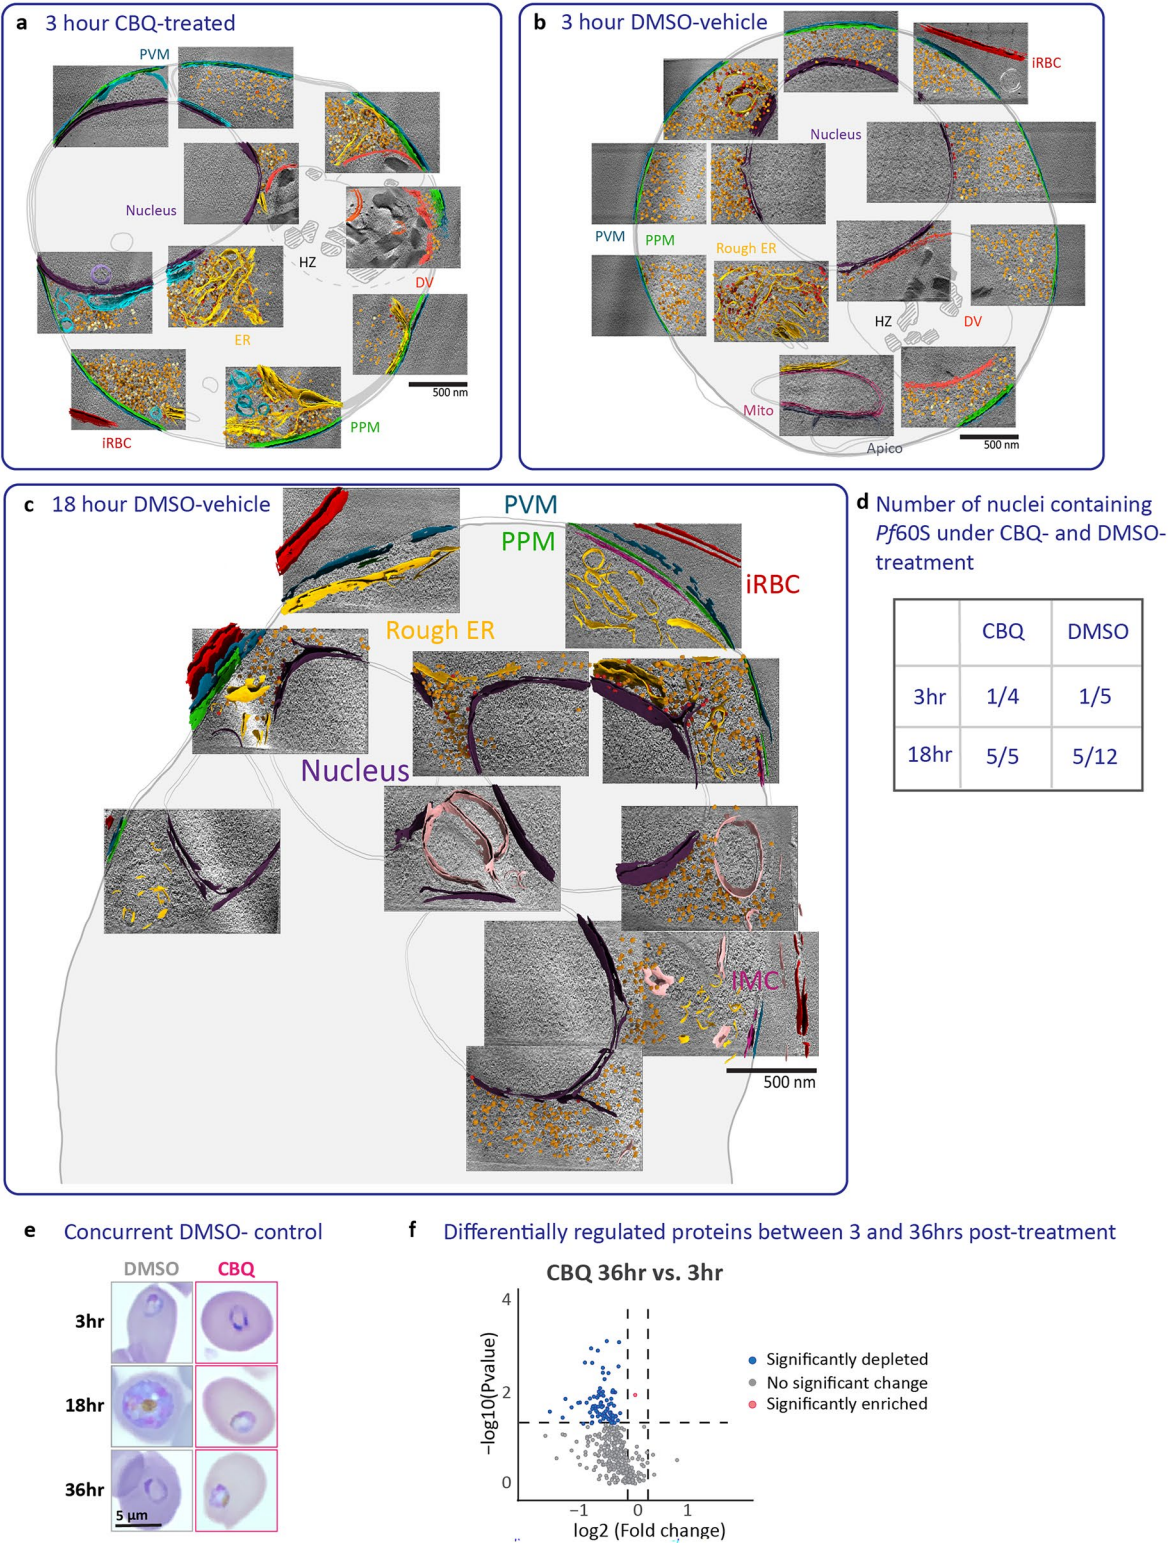 a 3 hour CBQ-treated
PVM
Nucleus
HZ
DV
ER
500 nm
iRBC
PPM
b 3 hour DMSO-vehicle
iRBC
Nucleus
PVM PPM
Rough ER
HZ
DV
Mito
500 nm
Apico
c 18 hour DMSO-vehicle
PVM
PPM
iRBC
Rough ER
Nucleus
IMC
500 nm
d Number of nuclei containing
Pf60S under CBQ- and DMSO-
treatment
CBQ DMSO
3hr 1/4 1/5
18hr 5/5 5/12
e Concurrent DMSO- control
DMSO CBQ
3hr
18hr
36hr
5 µm
f Differentially regulated proteins between 3 and 36hrs post-treatment
CBQ 36hr vs. 3hr
4
2
0
−log10(Pvalue)
−1 0 1
log2 (Fold change)
Significantly depleted
No significant change
Significantly enriched